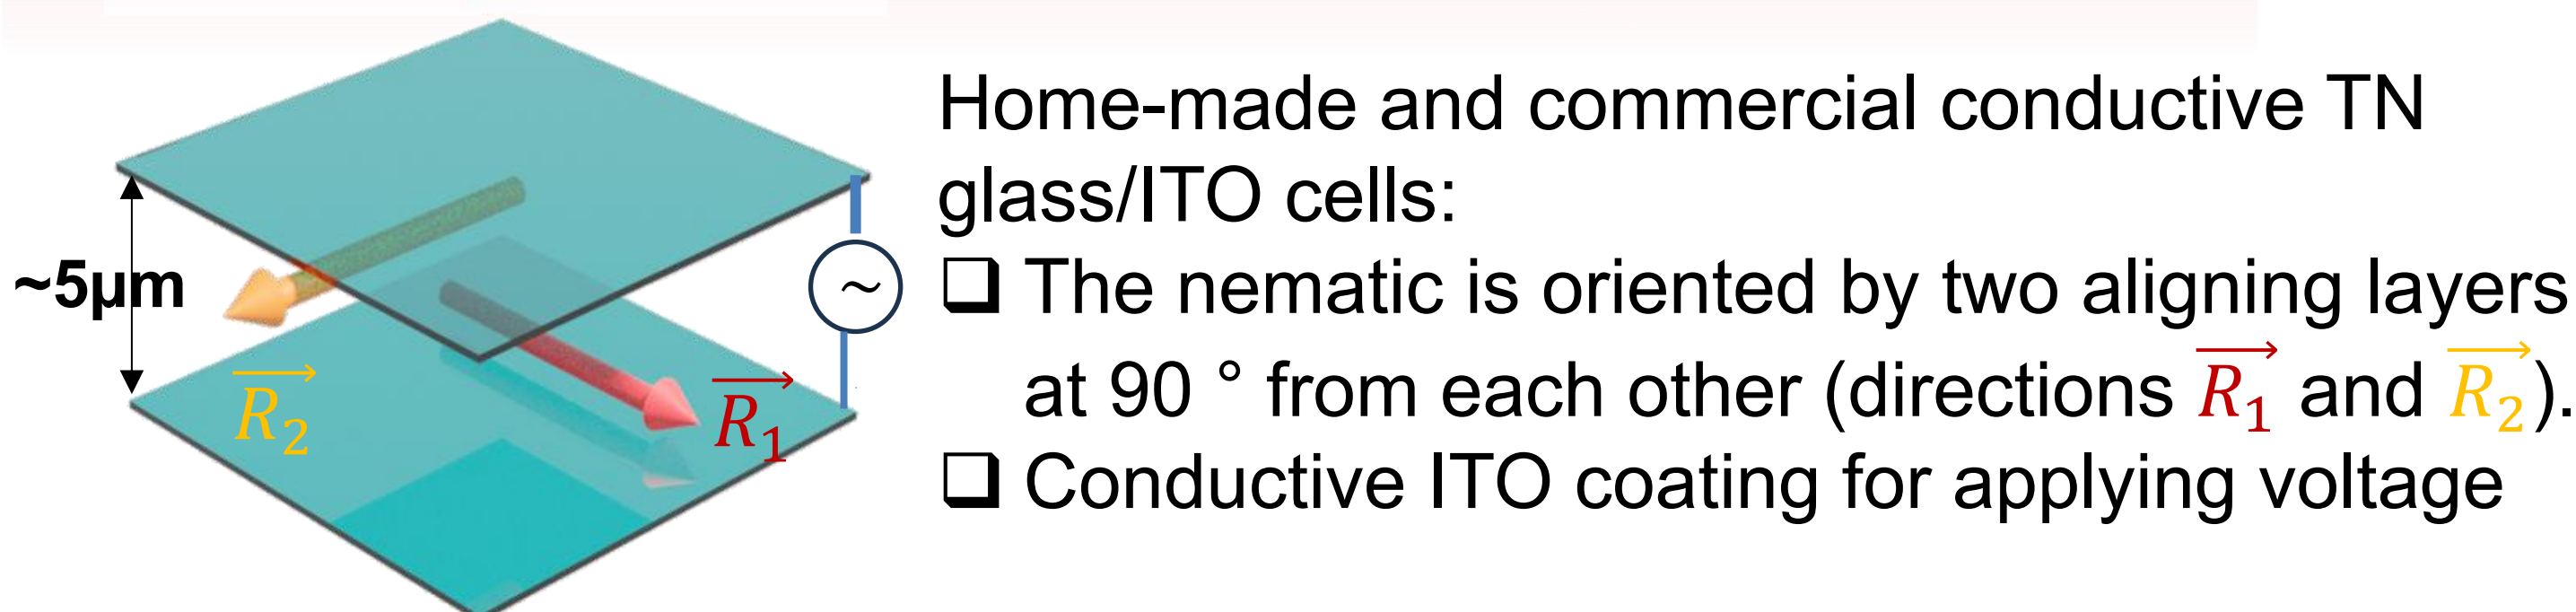 ~5µm
~
R₂
R₁
Home-made and commercial conductive TN
glass/ITO cells:
❑ The nematic is oriented by two aligning layers
at 90 ° from each other (directions R₁ and R₂).
❑ Conductive ITO coating for applying voltage